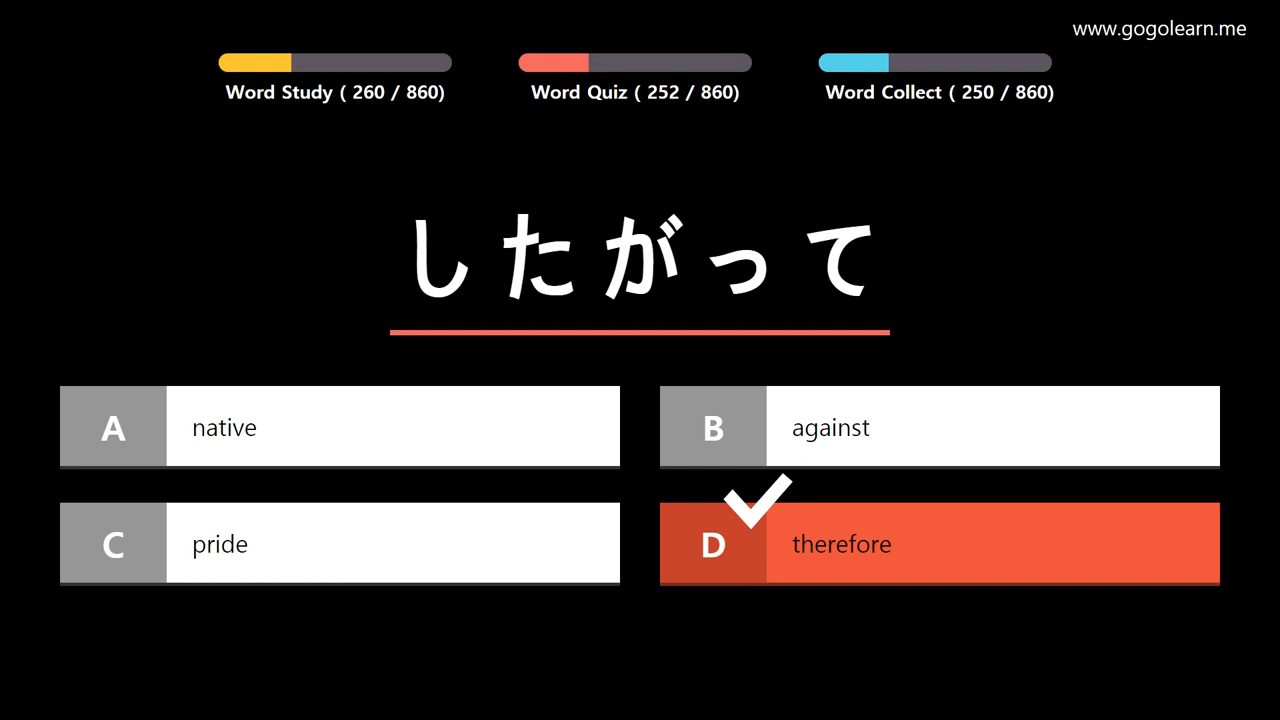 www.gogolearn.me
Word Study ( 260 / 860)
Word Quiz ( 252 / 860)
Word Collect ( 250 / 860)
したがって
A native
B against
C pride
D therefore